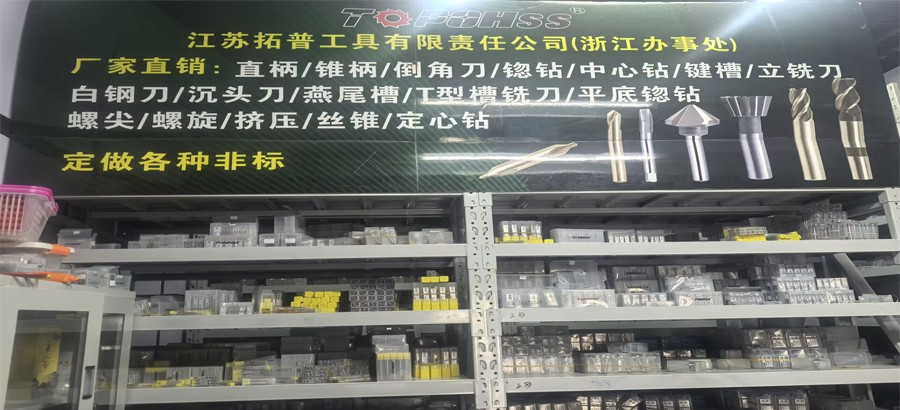 TOPDHSS®
江苏拓普工具有限责任公司(浙江办事处)
厂家直销：直柄/锥柄/倒角刀/锪钻/中心钻/键槽/立铣刀
白钢刀/沉头刀/燕尾槽/T型槽铣刀/平底锪钻
螺尖/螺旋/挤压/丝锥/定心钻
定做各种非标